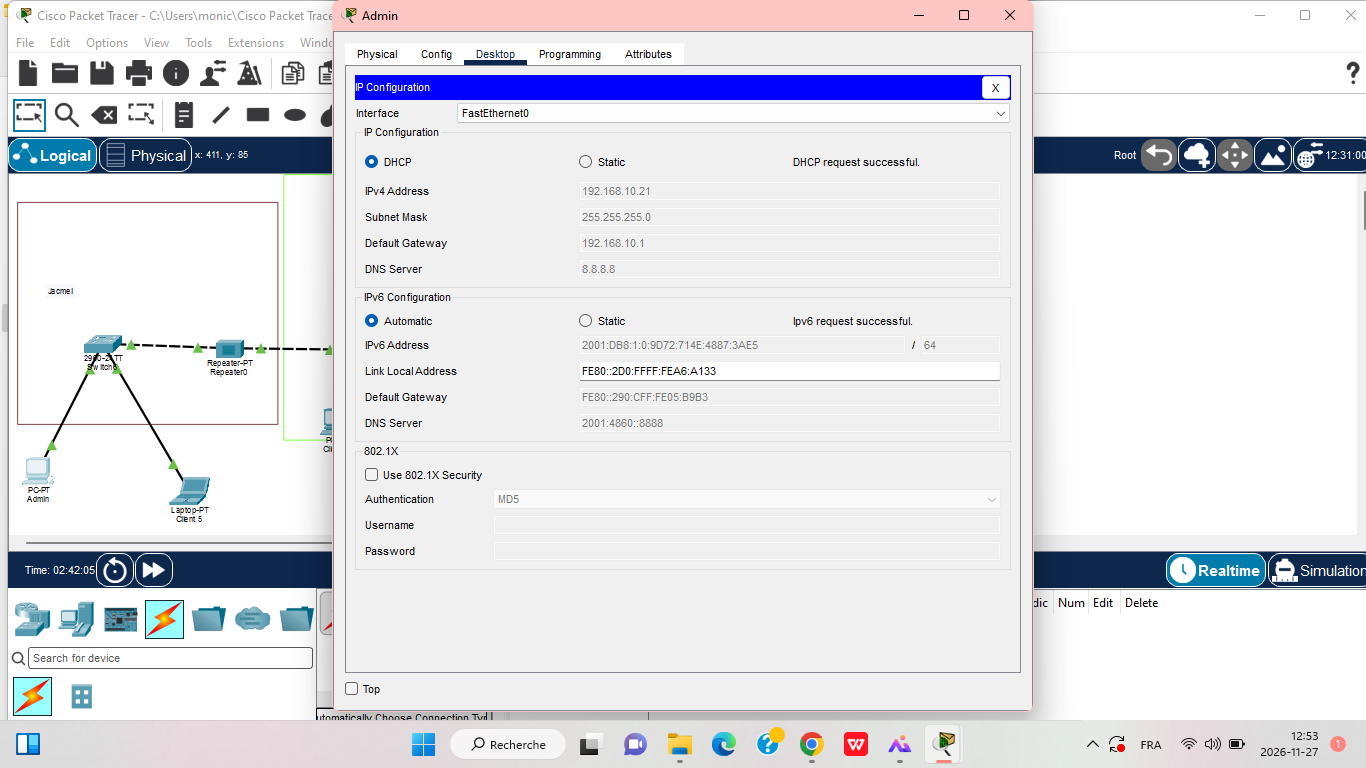 Cisco Packet Tracer - C:\Users\monic\Cisco Packet Trace
Admin
File Edit Options View Tools Extensions Windo
Physical Config Desktop Programming Attributes
IP Configuration
X
Interface
FastEthernet0
IP Configuration
Logical
Physical
x: 411, y: 85
DHCP
Static
DHCP request successful.
Root
12:31:00
IPv4 Address
192.168.10.21
Subnet Mask
255.255.255.0
Default Gateway
192.168.10.1
DNS Server
8.8.8.8
Jacmel
IPv6 Configuration
Automatic
Static
Ipv6 request successful.
IPv6 Address
2001:DB8:1:0:9D72:714E:4887:3AE5
/
64
Link Local Address
FE80::2D0:FFFF:FEA6:A133
Default Gateway
FE80::290:CFF:FE05:B9B3
DNS Server
2001:4860::8888
Repeater-PT
Repeater0
802.1X
Use 802.1X Security
Authentication
MD5
Username
Password
PC-PT
Admin
Laptop-PT
Client 5
Time: 02:42:05
Realtime
Simulation
dic Num Edit Delete
Search for device
Top
utomatically Choose Connection Typ
Recherche
FRA
12:53
2026-11-27
1